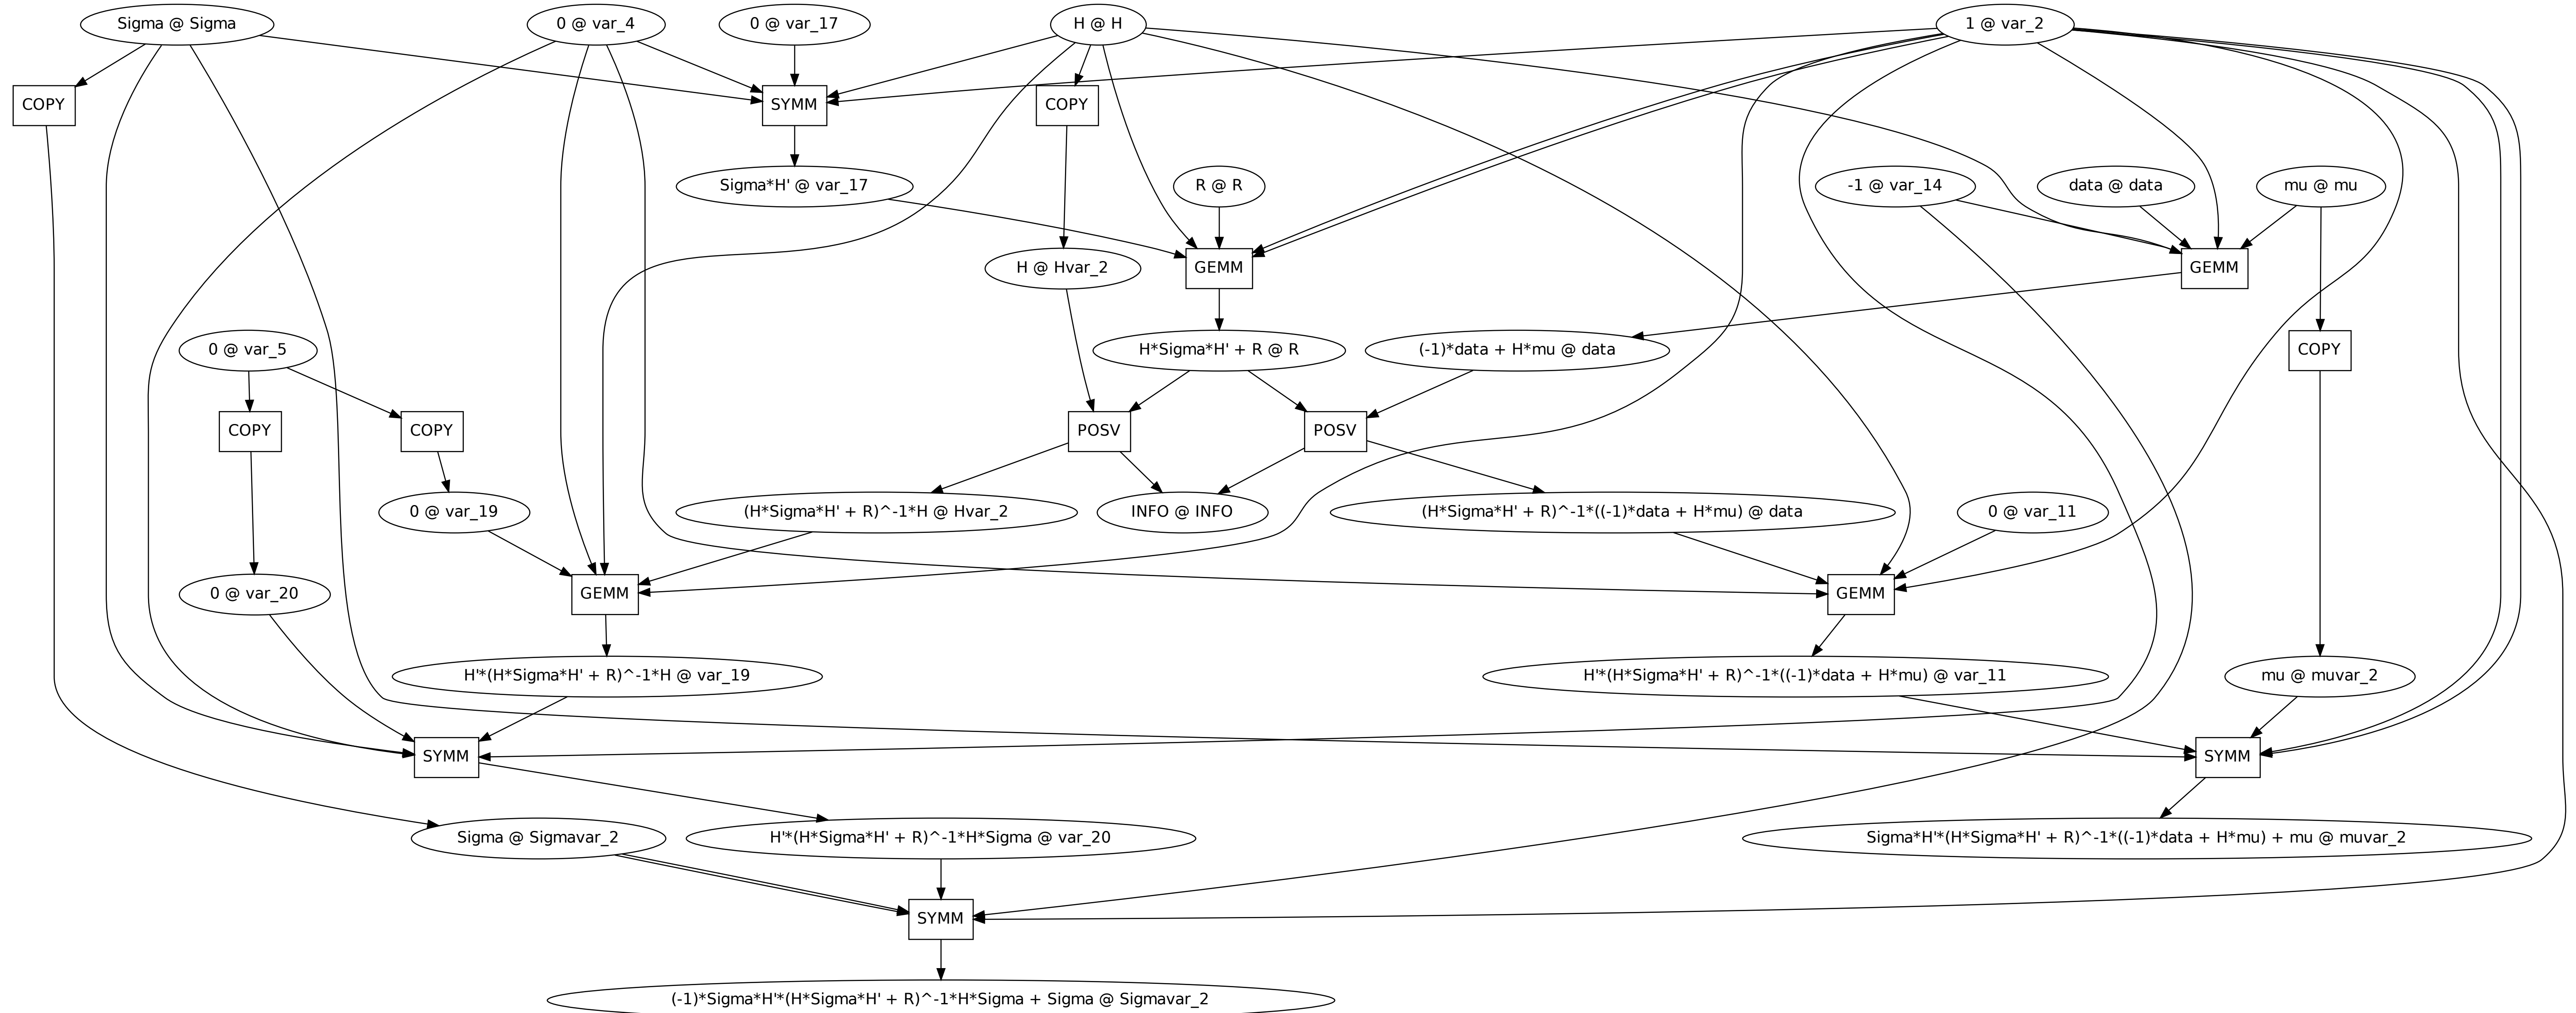 Sigma @ Sigma
0 @ var_4
0 @ var_17
H @ H
1 @ var_2
COPY
SYMM
COPY
Sigma*H' @ var_17
R @ R
-1 @ var_14
data @ data
mu @ mu
H @ Hvar_2
GEMM
GEMM
0 @ var_5
H*Sigma*H' + R @ R
(-1)*data + H*mu @ data
COPY
COPY
COPY
POSV
POSV
0 @ var_19
(H*Sigma*H' + R)^-1*H @ Hvar_2
INFO @ INFO
(H*Sigma*H' + R)^-1*((-1)*data + H*mu) @ data
0 @ var_11
0 @ var_20
GEMM
GEMM
H'*(H*Sigma*H' + R)^-1*H @ var_19
H'*(H*Sigma*H' + R)^-1*((-1)*data + H*mu) @ var_11
mu @ muvar_2
SYMM
SYMM
Sigma @ Sigmavar_2
H'*(H*Sigma*H' + R)^-1*H*Sigma @ var_20
Sigma*H'*(H*Sigma*H' + R)^-1*((-1)*data + H*mu) + mu @ muvar_2
SYMM
(-1)*Sigma*H'*(H*Sigma*H' + R)^-1*H*Sigma + Sigma @ Sigmavar_2